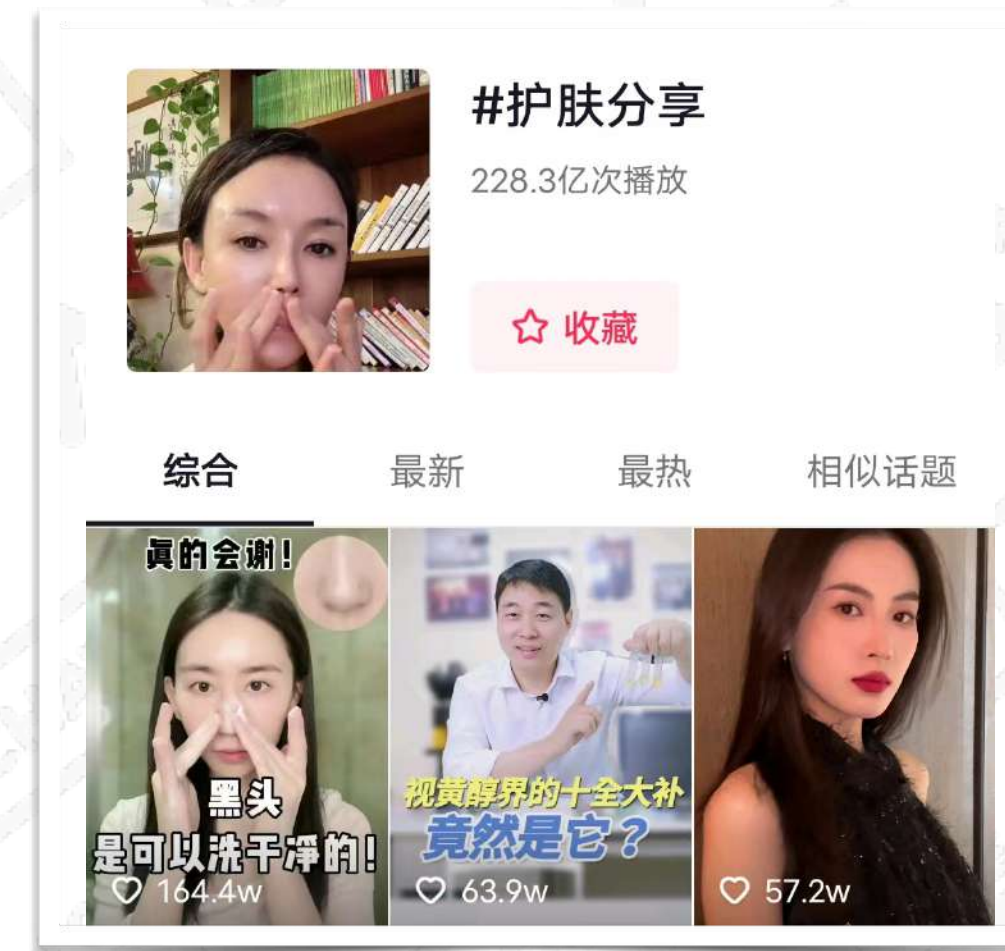 #护肤分享
228.3亿次播放
收藏
综合
最新
最热
相似话题
真的会谢！
黑头
是可以洗干净的！
164.4w
视黄醇界的十全大补
竟然是它？
63.9w
57.2w